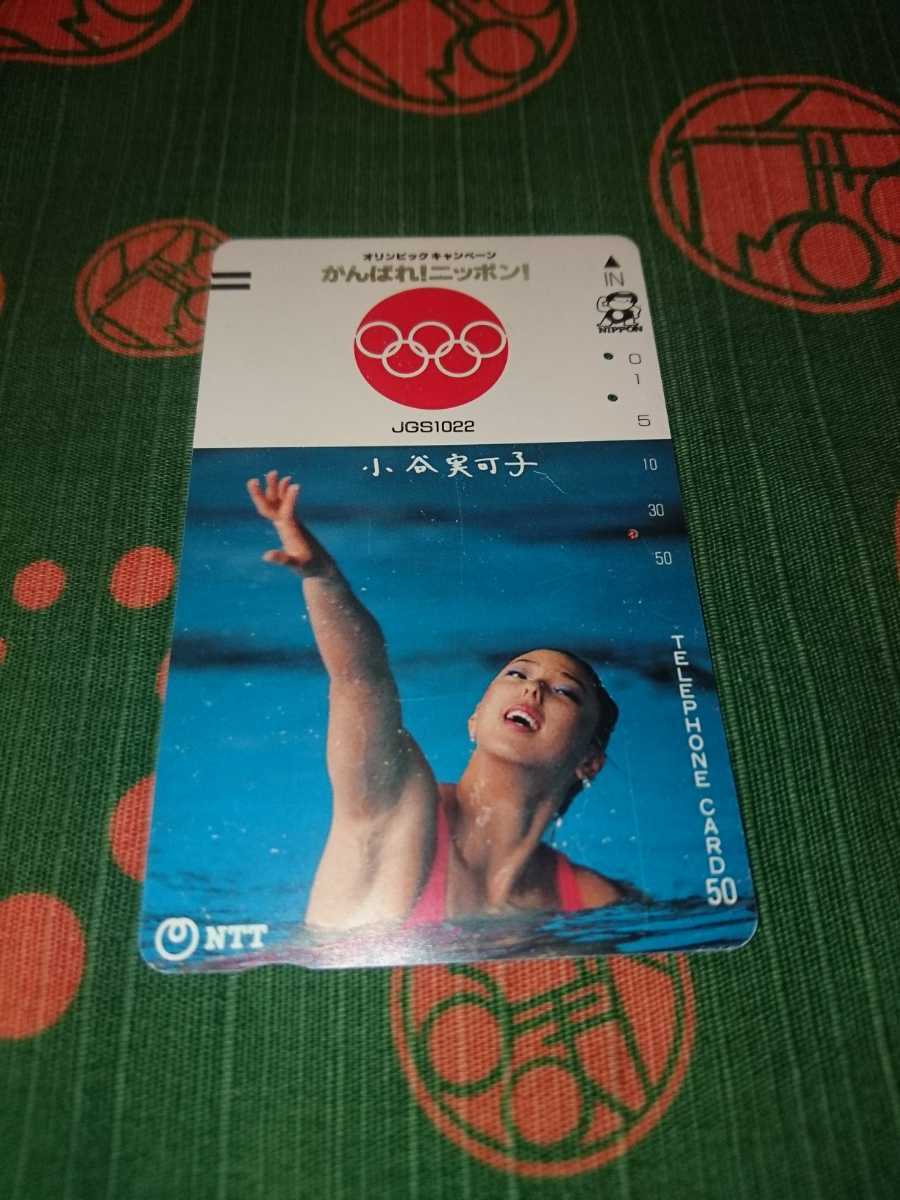 オリンピックキャンペーン
がんばれ!ニッポン!
JGS1022
IN
NIPPON
0
1
5
10
30
50
小谷実可子
TELEPHONE CARD 50
NTT